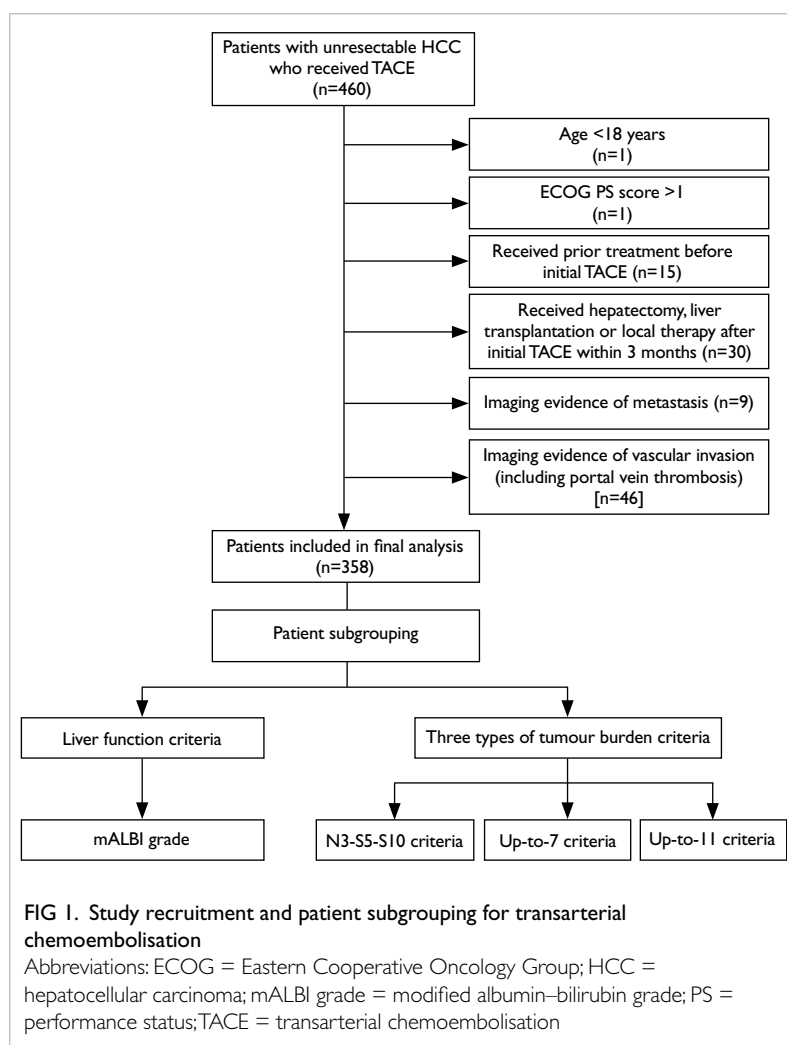 Patients with unresectable HCC
who received TACE
(n=460)
Age <18 years
(n=1)
ECOG PS score >1
(n=1)
Received prior treatment before
initial TACE (n=15)
Received hepatectomy, liver
transplantation or local therapy after
initial TACE within 3 months (n=30)
Imaging evidence of metastasis (n=9)
Imaging evidence of vascular invasion
(including portal vein thrombosis)
[n=46]
Patients included in final analysis
(n=358)
Patient subgrouping
Liver function criteria
Three types of tumour burden criteria
mALBI grade
N3-S5-S10 criteria
Up-to-7 criteria
Up-to-11 criteria
FIG 1. Study recruitment and patient subgrouping for transarterial
chemoembolisation
Abbreviations: ECOG = Eastern Cooperative Oncology Group; HCC =
hepatocellular carcinoma; mALBI grade = modified albumin–bilirubin grade; PS =
performance status; TACE = transarterial chemoembolisation